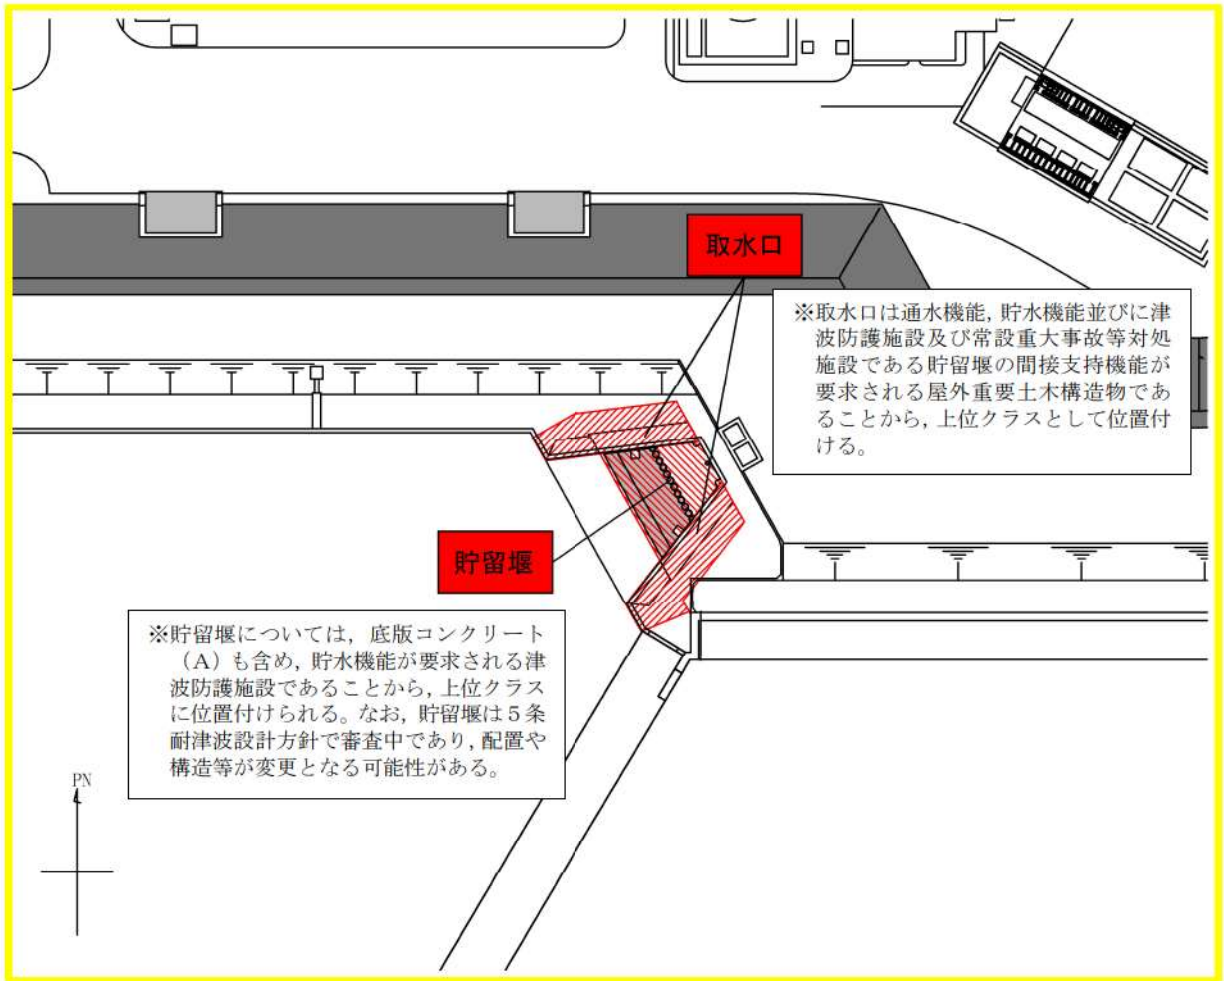 取水口
※取水口は通水機能，貯水機能並びに津
波防護施設及び常設重大事故等対処
施設である貯留堰の間接支持機能が
要求される屋外重要土木構造物であ
ることから，上位クラスとして位置付
ける。
貯留堰
※貯留堰については，底版コンクリート
（A）も含め，貯水機能が要求される津
波防護施設であることから，上位クラス
に位置付けられる。なお，貯留堰は５条
耐津波設計方針で審査中であり，配置や
構造等が変更となる可能性がある。
PN